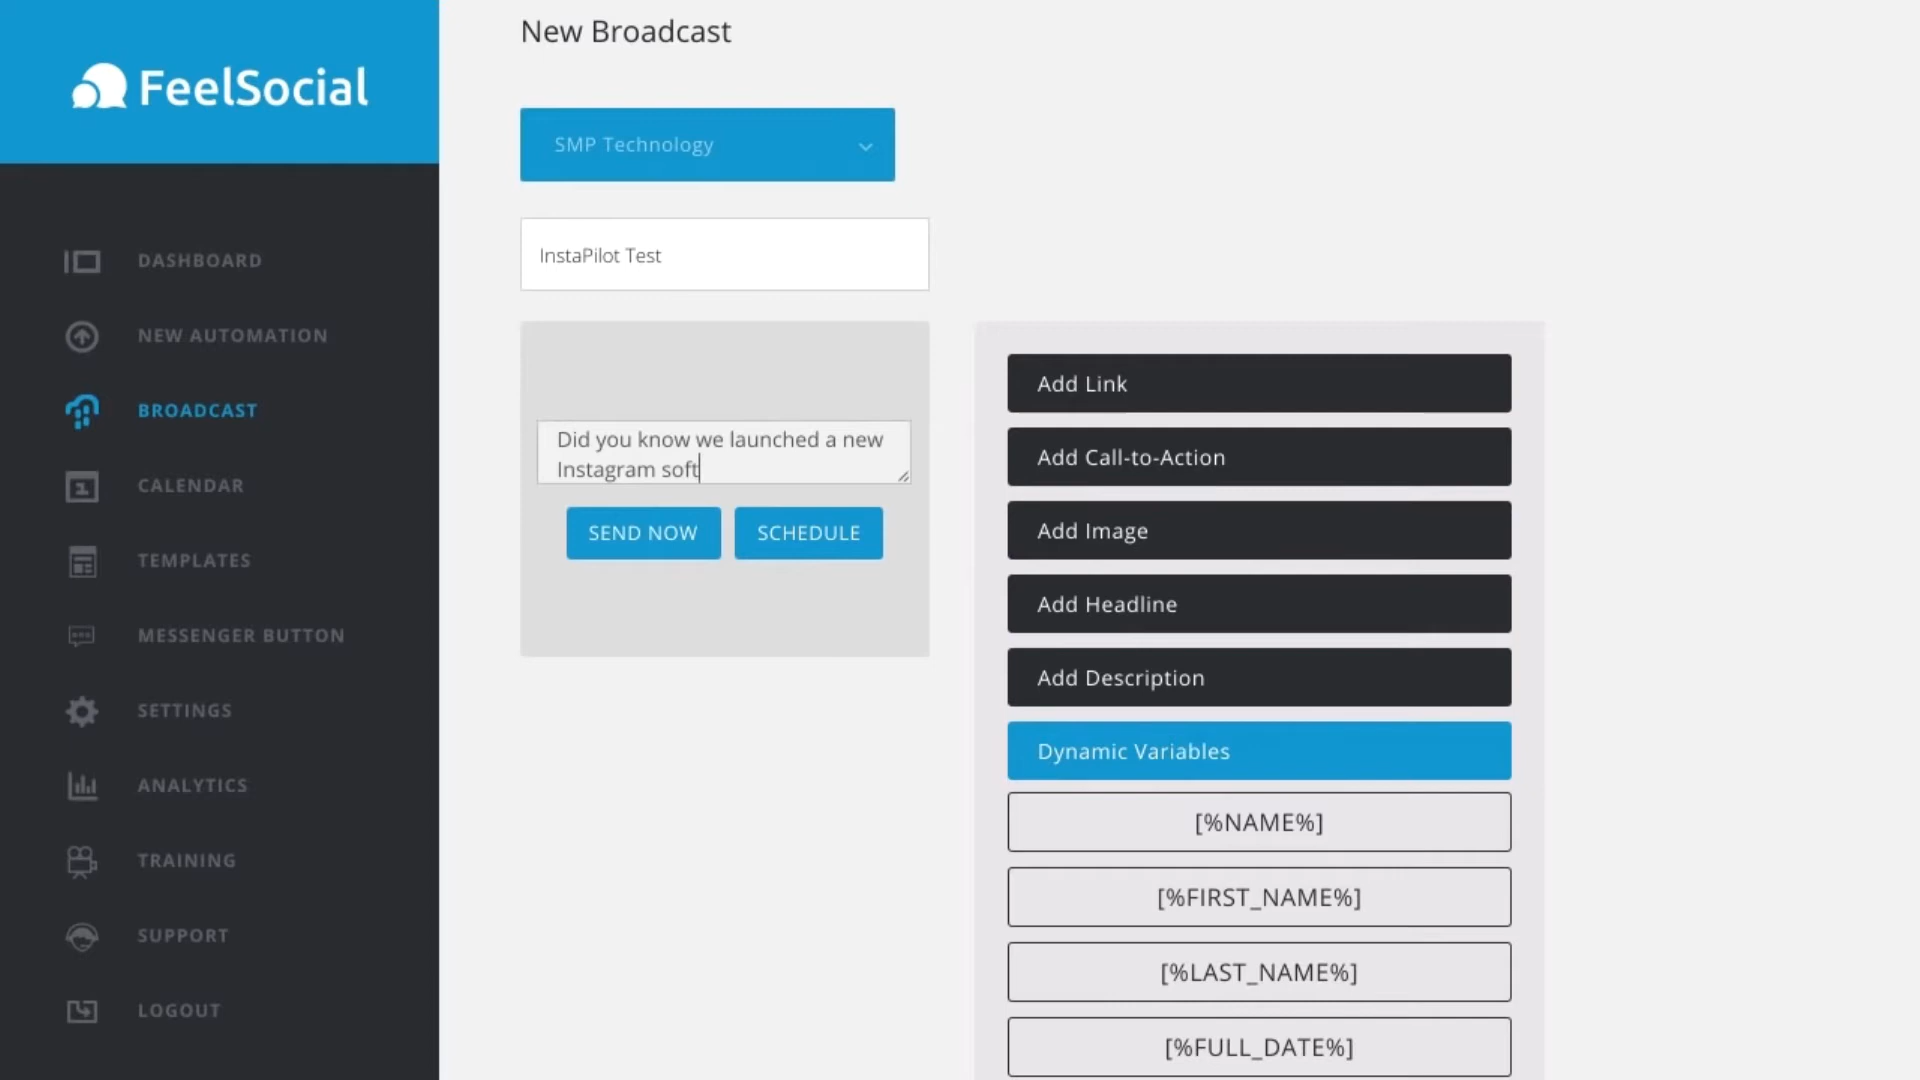 FeelSocial
DASHBOARD
NEW AUTOMATION
BROADCAST
1
CALENDAR
TEMPLATES
MESSENGER BUTTON
SETTINGS
ANALYTICS
TRAINING
SUPPORT
LOGOUT
New Broadcast
SMP Technology
InstaPilot Test
Did you know we launched a new
Instagram soft
SEND NOW
SCHEDULE
Add Link
Add Call-to-Action
Add Image
Add Headline
Add Description
Dynamic Variables
[%NAME%]
[%FIRST_NAME%]
[%LAST_NAME%]
[%FULL_DATE%]